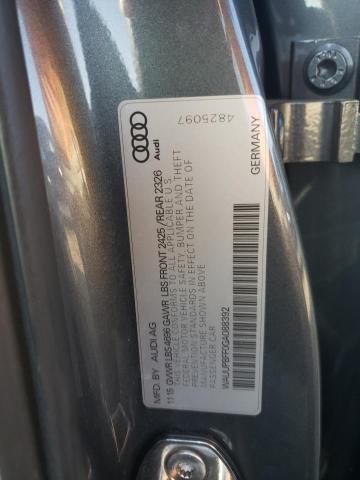 4825097
Audi
MFD. BY AUDI AG
11 15 GVWR LBS 4696 GAWR LBS FRONT 2425/REAR 2326
THIS VEHICLE CONFORMS TO ALL APPLICABLE U.S.
FEDERAL MOTOR VEHICLE SAFETY, BUMPER AND THEFT
PREVENTION STANDARDS IN EFFECT ON THE DATE OF
MANUFACTURE SHOWN ABOVE
PASSENGER CAR
WAUUPBFF0GA088392
GERMANY